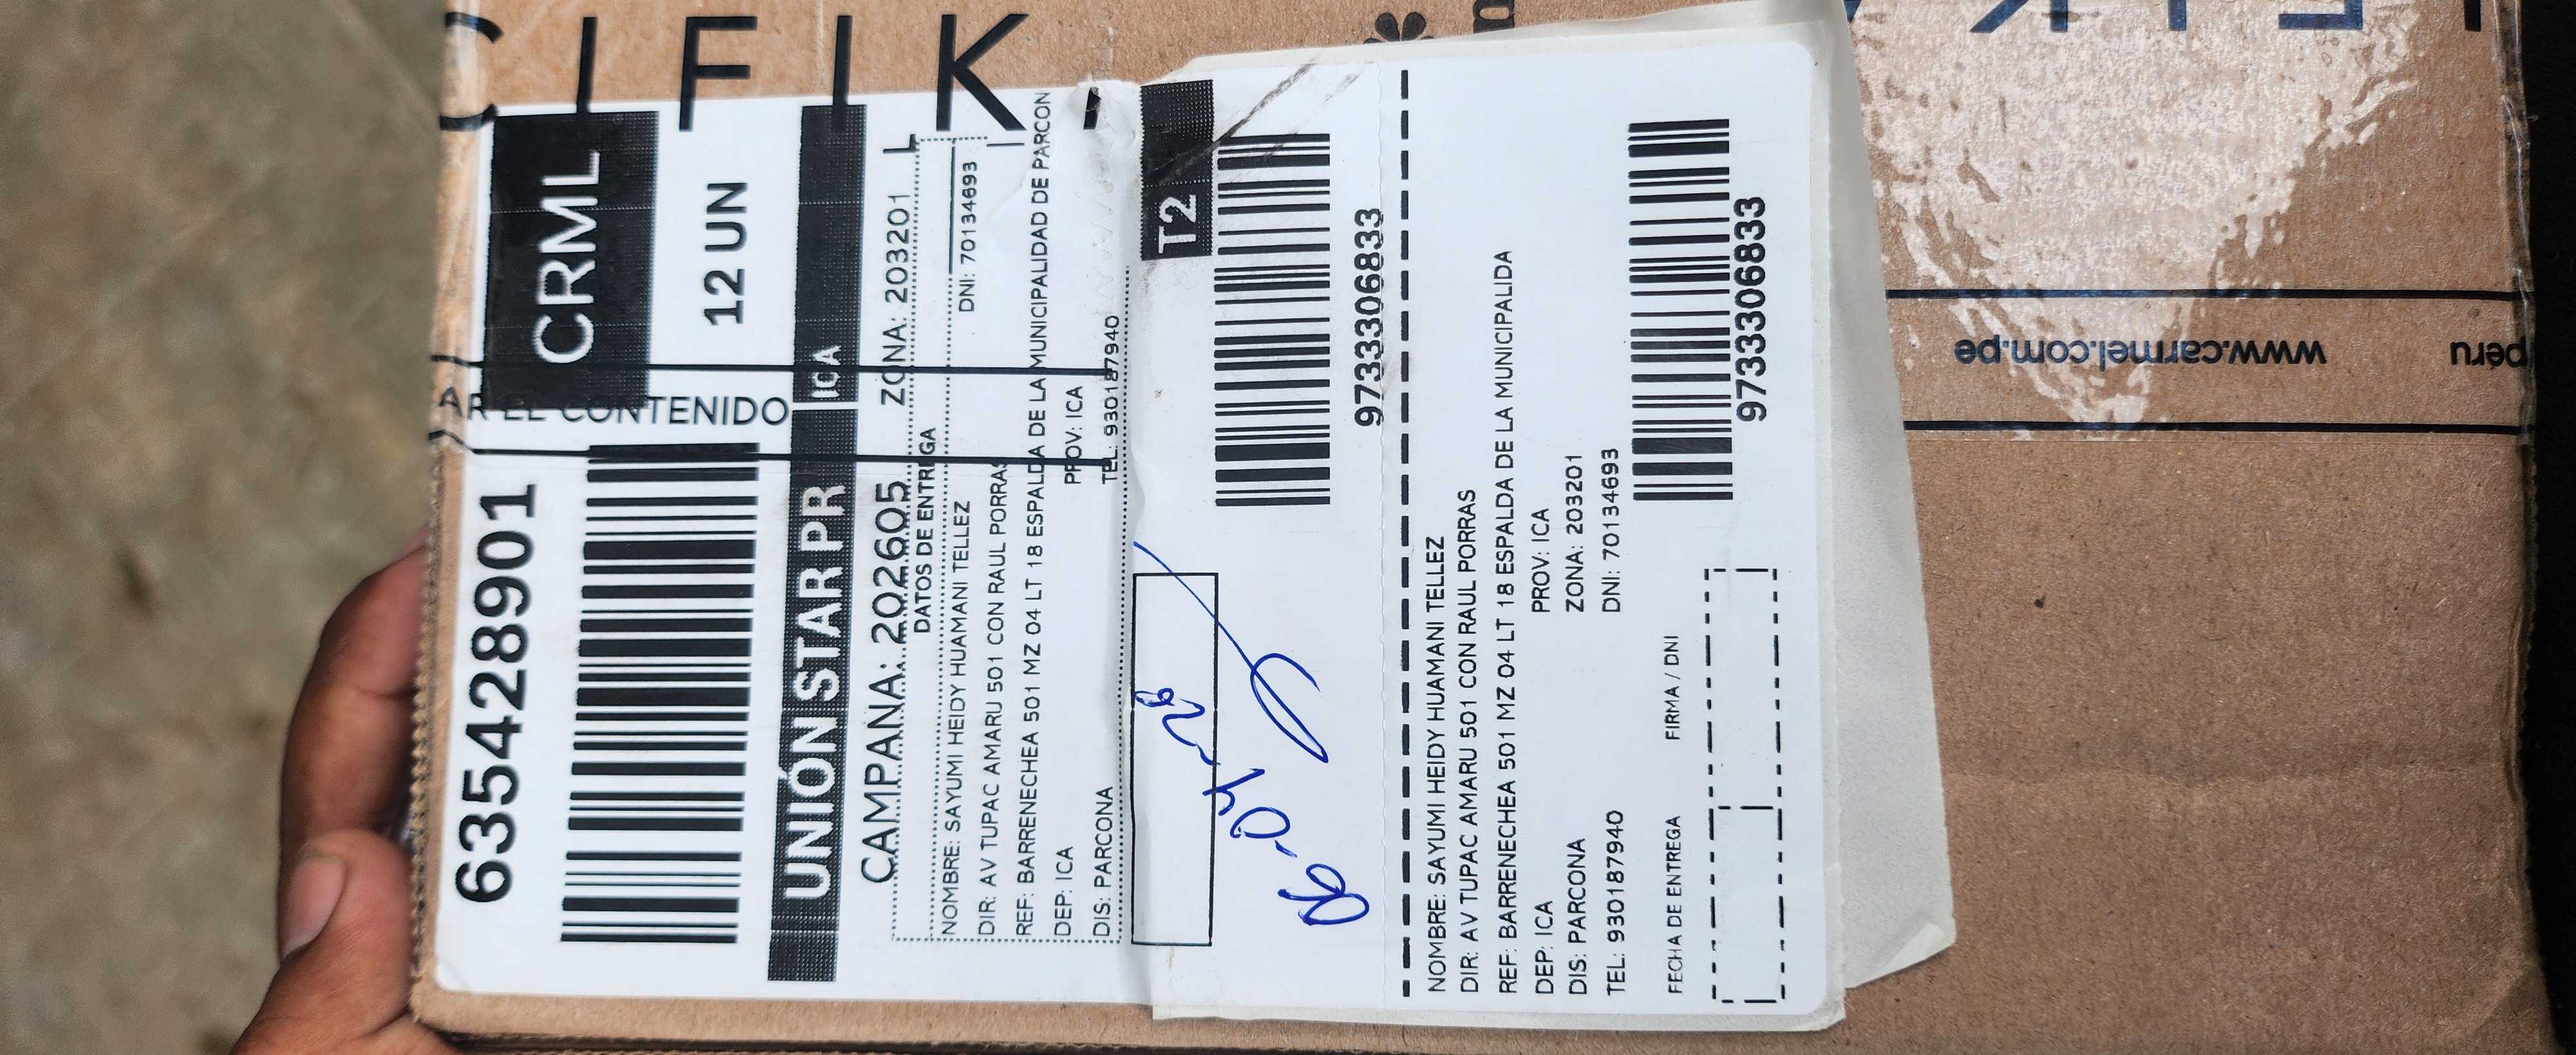 CIFIK
CRML
12 UN
635428901
AR EL CONTENIDO
UNIÓN STAR PR
ICA
CAMPAÑA: 202605
ZONA: 203201
DATOS DE ENTREGA
NOMBRE: SAYUMI HEIDY HUAMANI TELLEZ
DNI: 70134693
DIR: AV TUPAC AMARU 501 CON RAUL PORRAS
REF: BARRENECHEA 501 MZ 04 LT 18 ESPALDA DE LA MUNICIPALIDAD DE PARCON
DEP: ICA
PROV: ICA
DIS: PARCONA
TEL: 930187940
T2
06-04-26
9733306833
NOMBRE: SAYUMI HEIDY HUAMANI TELLEZ
DIR: AV TUPAC AMARU 501 CON RAUL PORRAS
REF: BARRENECHEA 501 MZ 04 LT 18 ESPALDA DE LA MUNICIPALIDA
DEP: ICA
PROV: ICA
DIS: PARCONA
ZONA: 203201
TEL: 930187940
DNI: 70134693
FECHA DE ENTREGA
FIRMA / DNI
9733306833
www.carmel.com.pe
peru